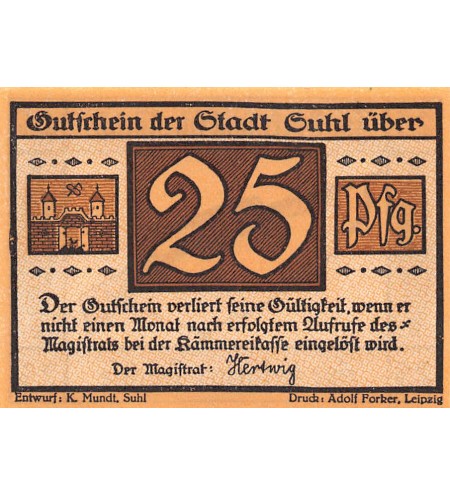 Gutschein der Stadt Suhl über
25
Pfg.
Der Gutschein verliert seine Gültigkeit, wenn er
nicht einen Monat nach erfolgtem Aufrufe des
Magistrats bei der Kämmereikasse eingelöst wird.
Der Magistrat: Hertwig
Entwurf: K. Mundt, Suhl
Druck: Adolf Forker, Leipzig